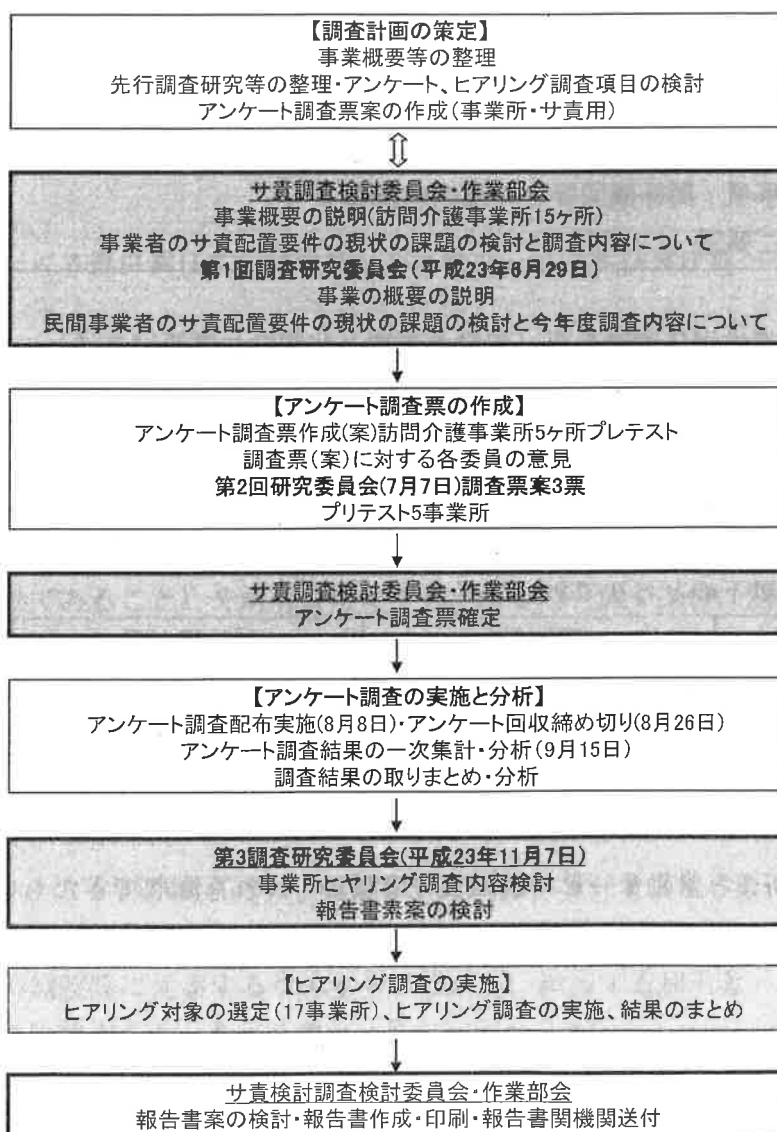 【調査計画の策定】
事業概要等の整理
先行調査研究等の整理・アンケート、ヒアリング調査項目の検討
アンケート調査票案の作成(事業所・サ責用)
⇕
サ責調査検討委員会・作業部会
事業概要の説明(訪問介護事業所15ヶ所)
事業者のサ責配置要件の現状の課題の検討と調査内容について
第1回調査研究委員会(平成23年6月29日)
事業の概要の説明
民間事業者のサ責配置要件の現状の課題の検討と今年度調査内容について
【アンケート調査票の作成】
アンケート調査票作成(案)訪問介護事業所5ヶ所プレテスト
調査票(案)に対する各委員の意見
第2回研究委員会(7月7日)調査票案3票
プリテスト5事業所
サ責調査検討委員会・作業部会
アンケート調査票確定
【アンケート調査の実施と分析】
アンケート調査配布実施(8月8日)・アンケート回収締め切り(8月26日)
アンケート調査結果の一次集計・分析(9月15日)
調査結果の取りまとめ・分析
第3調査研究委員会(平成23年11月7日)
事業所ヒヤリング調査内容検討
報告書素案の検討
【ヒアリング調査の実施】
ヒアリング対象の選定(17事業所)、ヒアリング調査の実施、結果のまとめ
サ責検討調査検討委員会・作業部会
報告書案の検討・報告書作成・印刷・報告書関機関送付